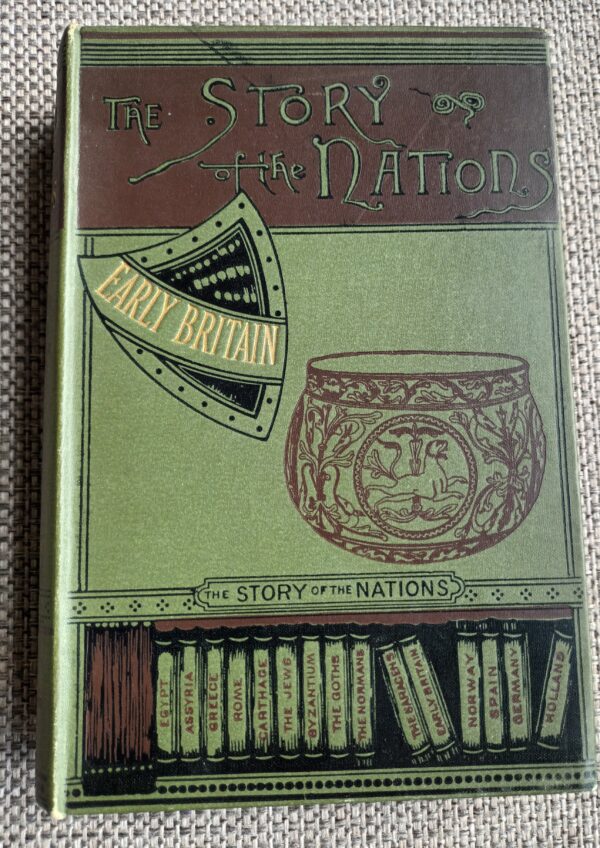 THE STORY
of the NATIONS
EARLY BRITAIN
THE STORY OF THE NATIONS
EGYPT
ASSYRIA
GREECE
ROME
CARTHAGE
THE JEWS
BYZANTIUM
THE GOTHS
THE NORMANS
THE SARACENS
EARLY BRITAIN
NORWAY
SPAIN
GERMANY
HOLLAND